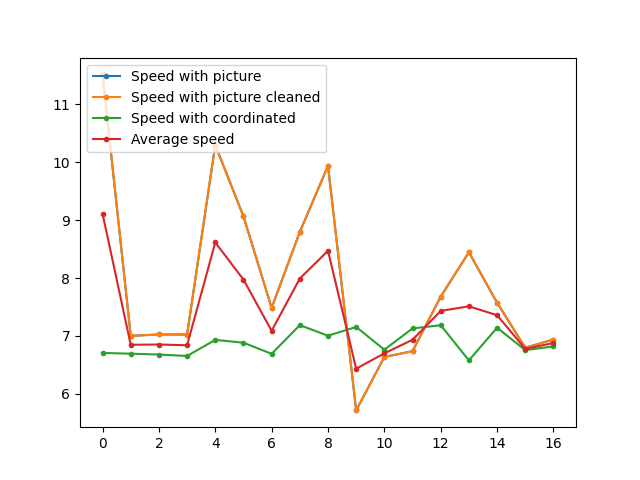 Speed with picture
Speed with picture cleaned
Speed with coordinated
Average speed
11
10
9
8
7
6
0 2 4 6 8 10 12 14 16